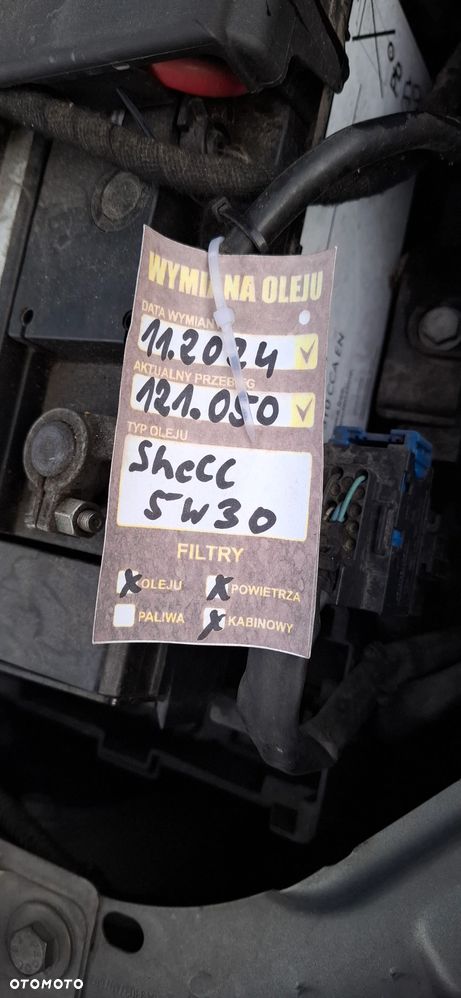 WYMIANA OLEJU
DATA WYMIANY
11.2024
AKTUALNY PRZEBIEG
121.050
TYP OLEJU
Shell
5W30
FILTRY
X OLEJU X POWIETRZA
PALIWA X KABINOWY
OTOMOTO